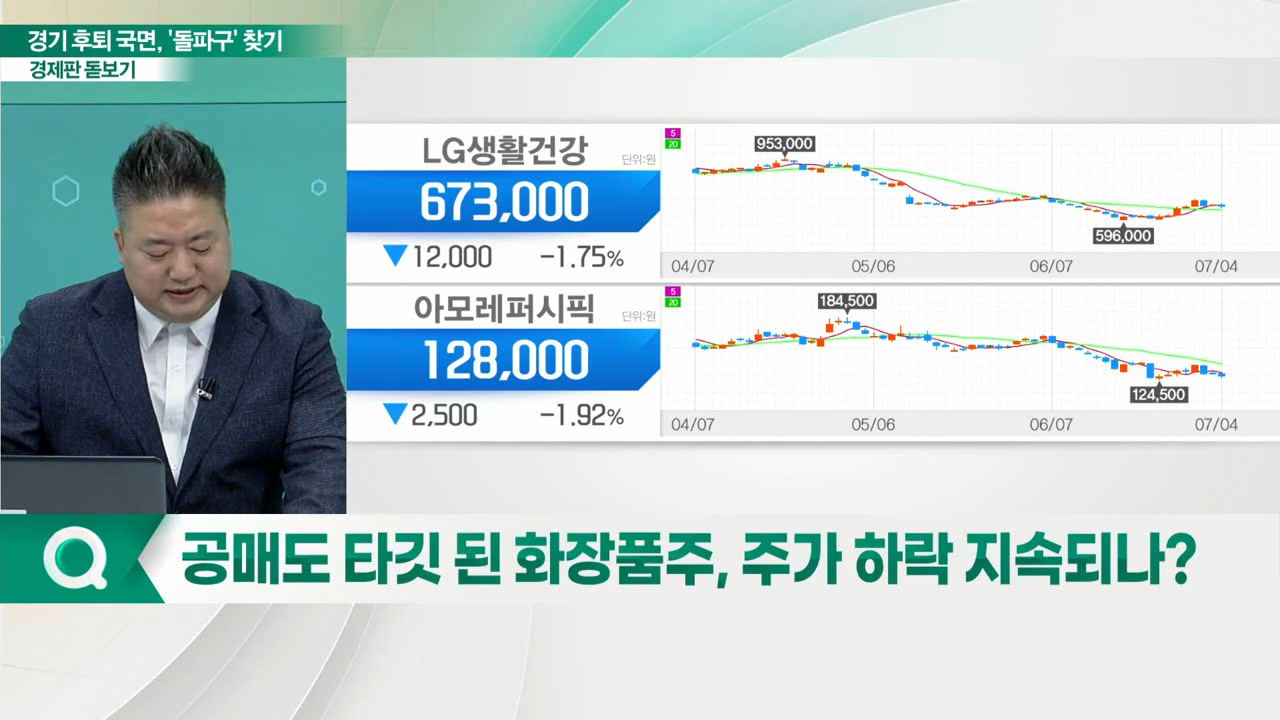 경기 후퇴 국면, '돌파구' 찾기
경제판 돋보기
LG생활건강
단위:원
673,000
▼12,000 -1.75%
5
20
953,000
596,000
04/07 05/06 06/07 07/04
아모레퍼시픽
단위:원
128,000
▼2,500 -1.92%
5
20
184,500
124,500
04/07 05/06 06/07 07/04
Q 공매도 타깃 된 화장품주, 주가 하락 지속되나?